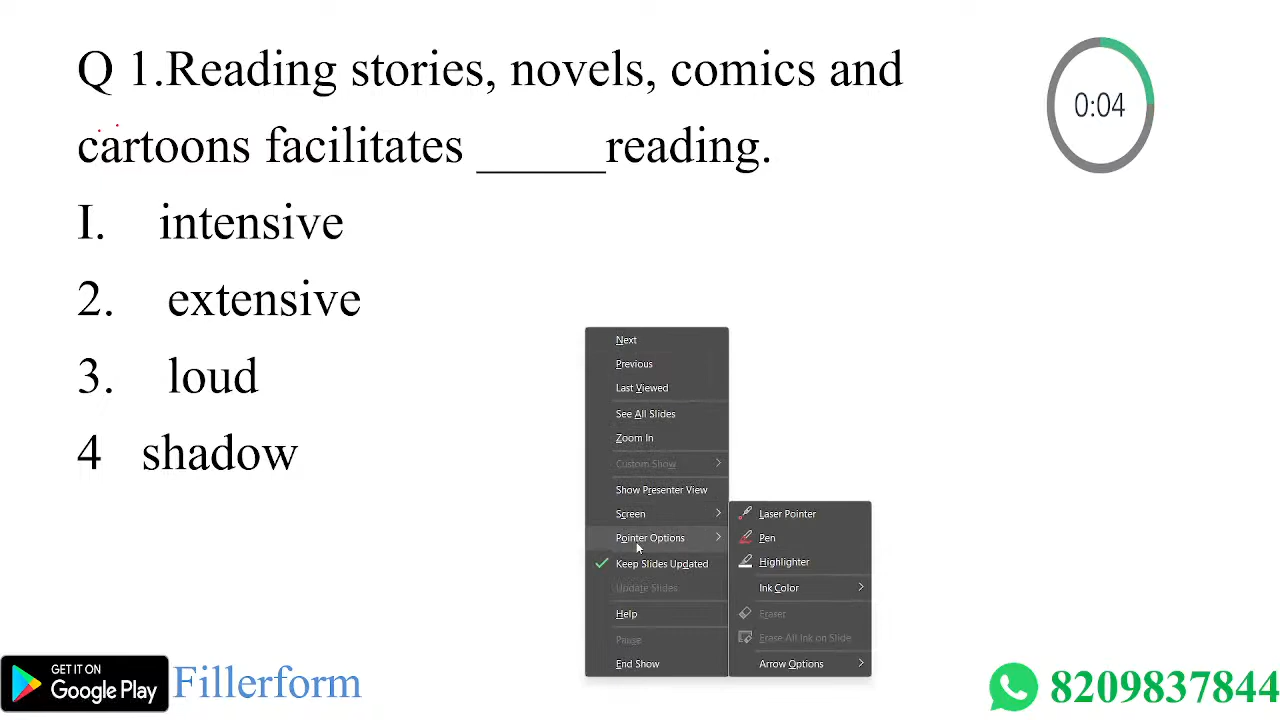 Q 1.Reading stories, novels, comics and
cartoons facilitates _____reading.
I. intensive
2. extensive
3. loud
4 shadow
0:04
Next
Previous
Last Viewed
See All Slides
Zoom In
Custom Show
Show Presenter View
Screen
Pointer Options
Keep Slides Updated
Update Slides
Help
Pause
End Show
Laser Pointer
Pen
Highlighter
Ink Color
Eraser
Erase All Ink on Slide
Arrow Options
GET IT ON
Google Play
Fillerform
8209837844